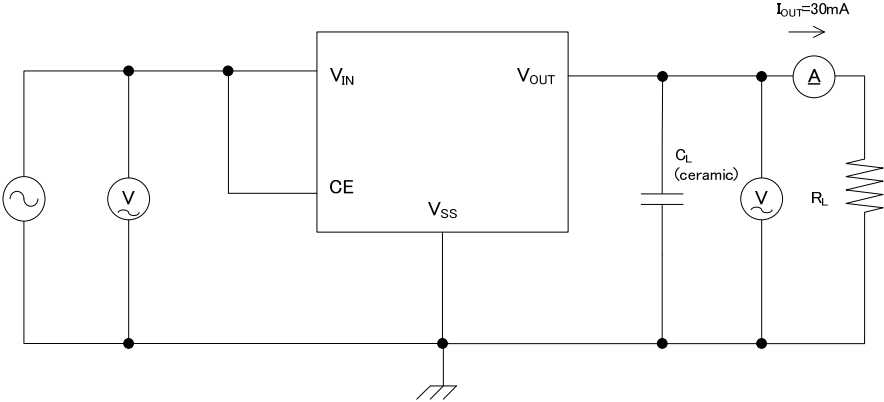 IOUT=30mA
VIN
VOUT
A
CL
(ceramic)
CE
V
V
RL
VSS